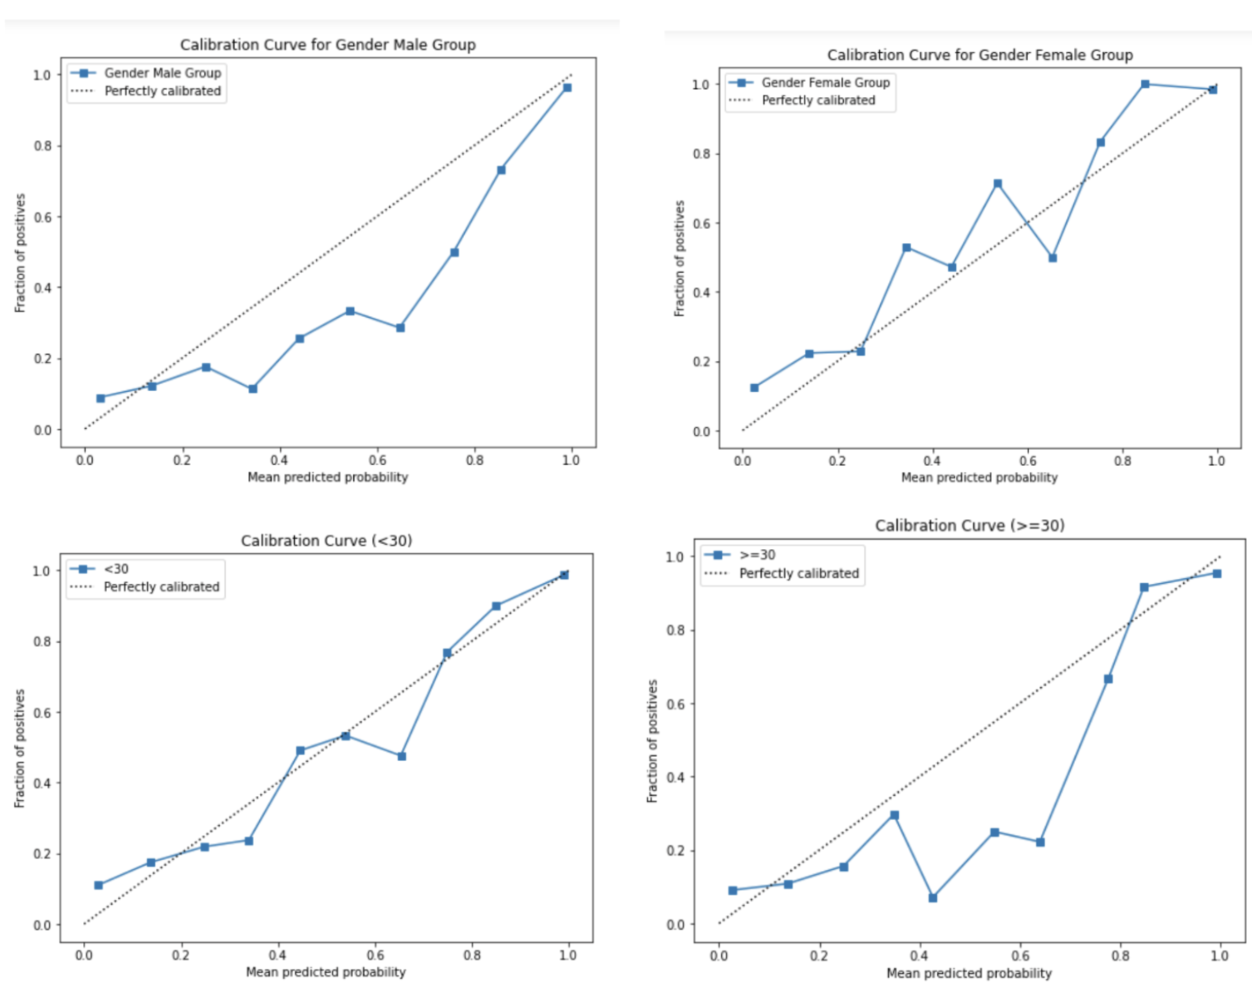 Calibration Curve for Gender Male Group
Gender Male Group
Perfectly calibrated
1.0
0.8
0.6
0.4
0.2
0.0
Fraction of positives
0.0 0.2 0.4 0.6 0.8 1.0
Mean predicted probability
Calibration Curve for Gender Female Group
Gender Female Group
Perfectly calibrated
1.0
0.8
0.6
0.4
0.2
0.0
Fraction of positives
0.0 0.2 0.4 0.6 0.8 1.0
Mean predicted probability
Calibration Curve (<30)
<30
Perfectly calibrated
1.0
0.8
0.6
0.4
0.2
0.0
Fraction of positives
0.0 0.2 0.4 0.6 0.8 1.0
Mean predicted probability
Calibration Curve (>=30)
>=30
Perfectly calibrated
1.0
0.8
0.6
0.4
0.2
0.0
Fraction of positives
0.0 0.2 0.4 0.6 0.8 1.0
Mean predicted probability